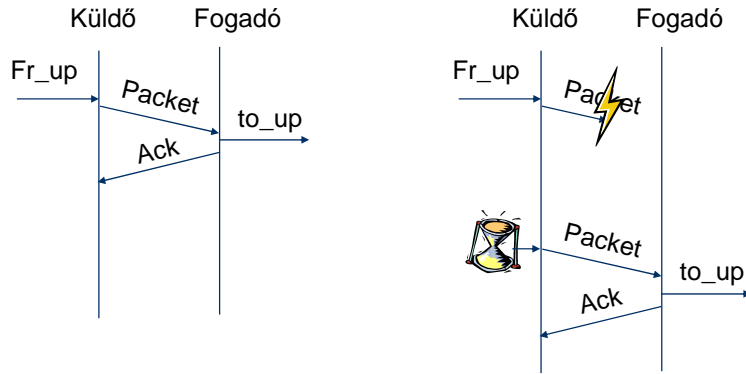 Küldő Fogadó
Fr_up
Packet
to_up
Ack
Küldő Fogadó
Fr_up
Packet
Packet
to_up
Ack